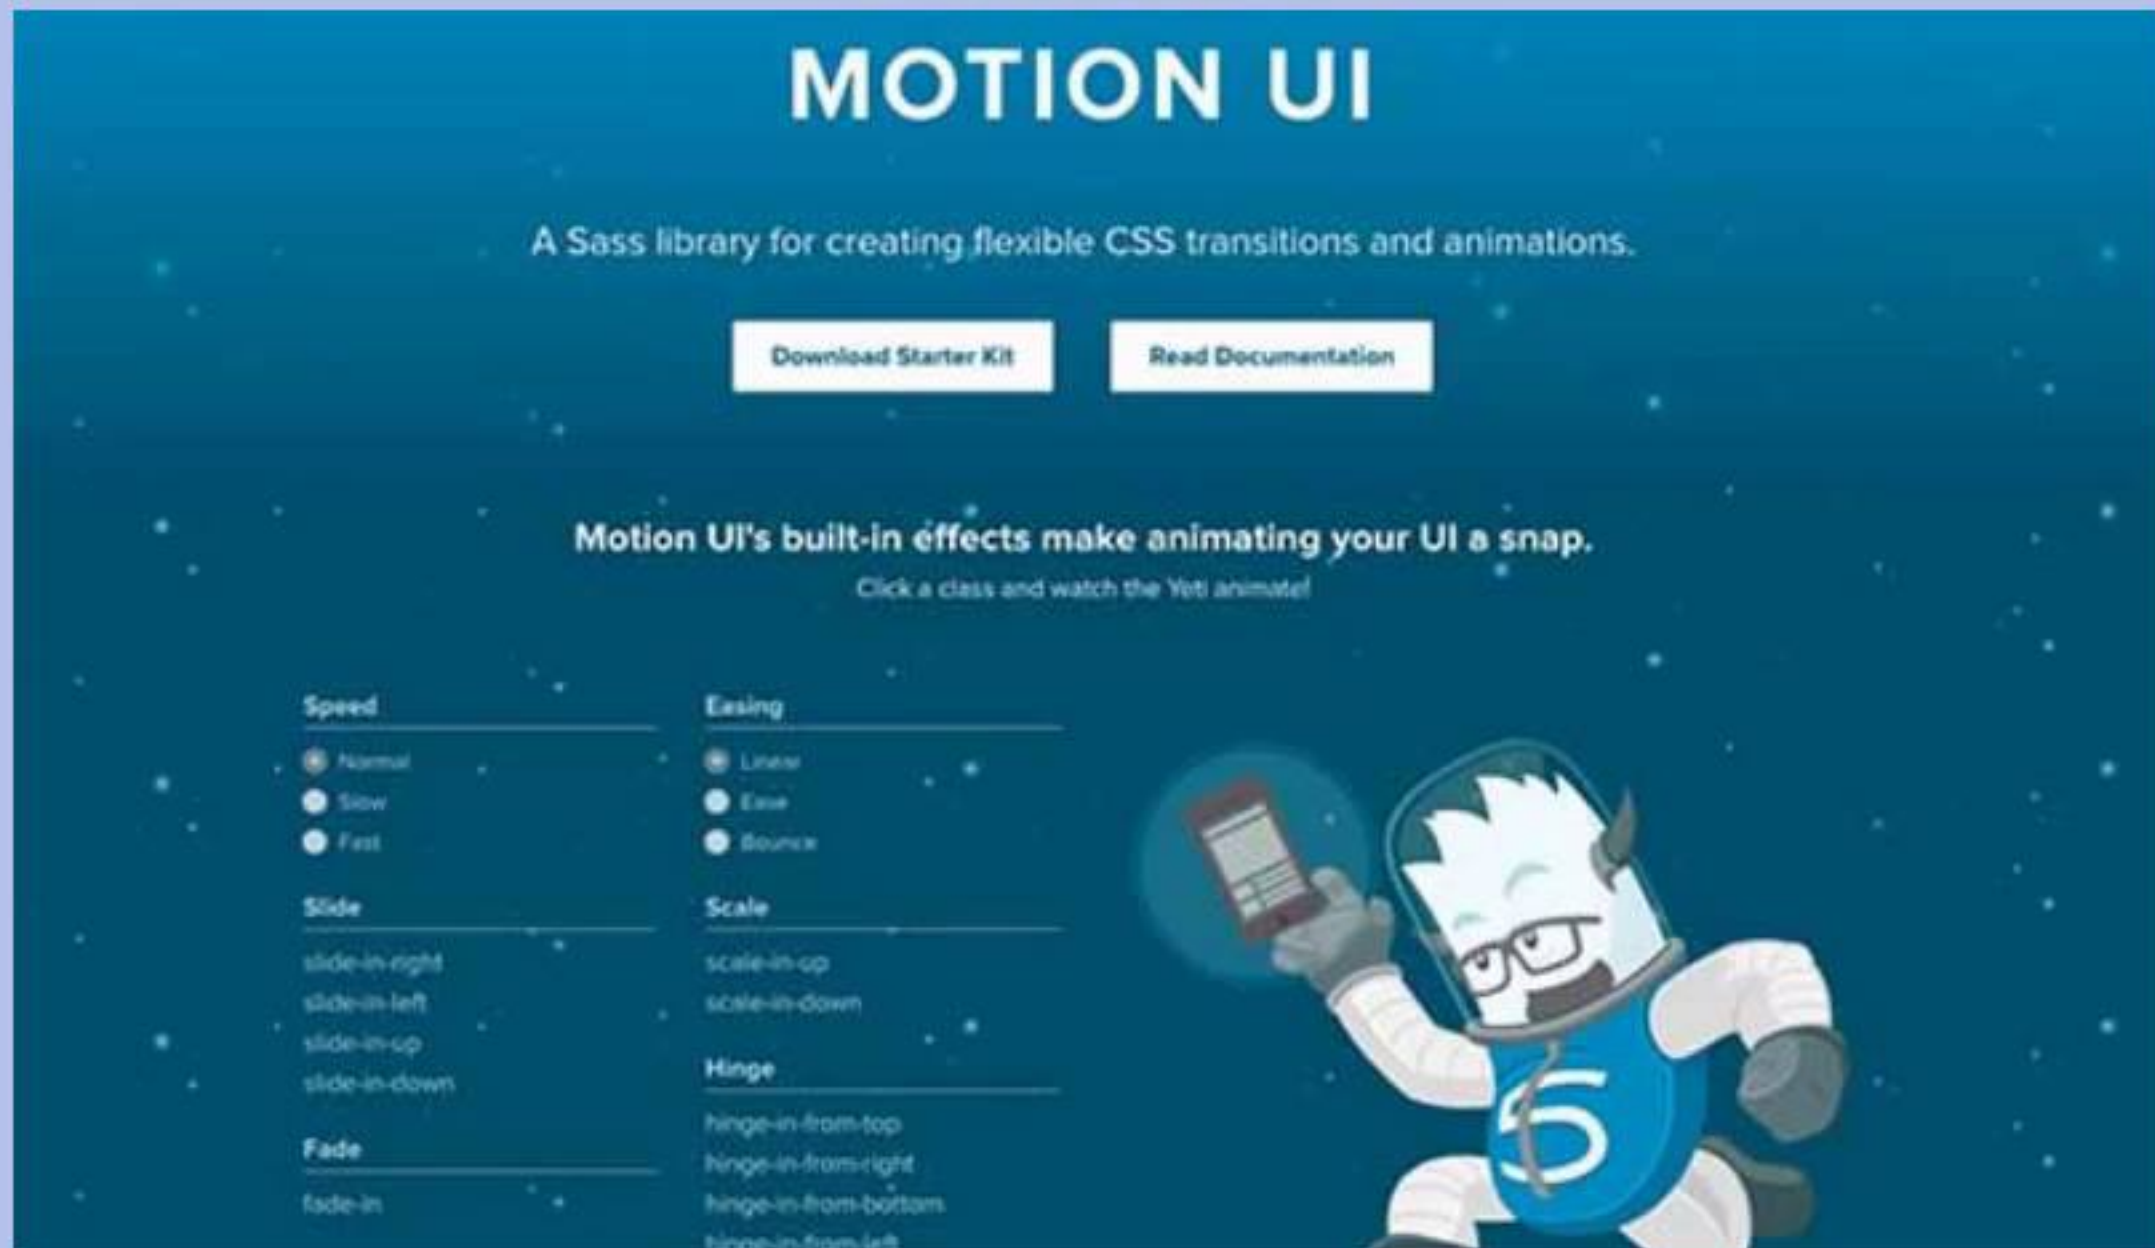 MOTION UI
A Sass library for creating flexible CSS transitions and animations.
Download Starter Kit
Read Documentation
Motion UI's built-in effects make animating your UI a snap.
Click a class and watch the Yeti animate!
Speed
Normal
Slow
Fast
Easing
Linear
Ease
Bounce
Slide
slide-in-right
slide-in-left
slide-in-up
slide-in-down
Scale
scale-in-up
scale-in-down
Fade
fade-in
Hinge
hinge-in-from-top
hinge-in-from-right
hinge-in-from-bottom
hinge-in-from-left
5